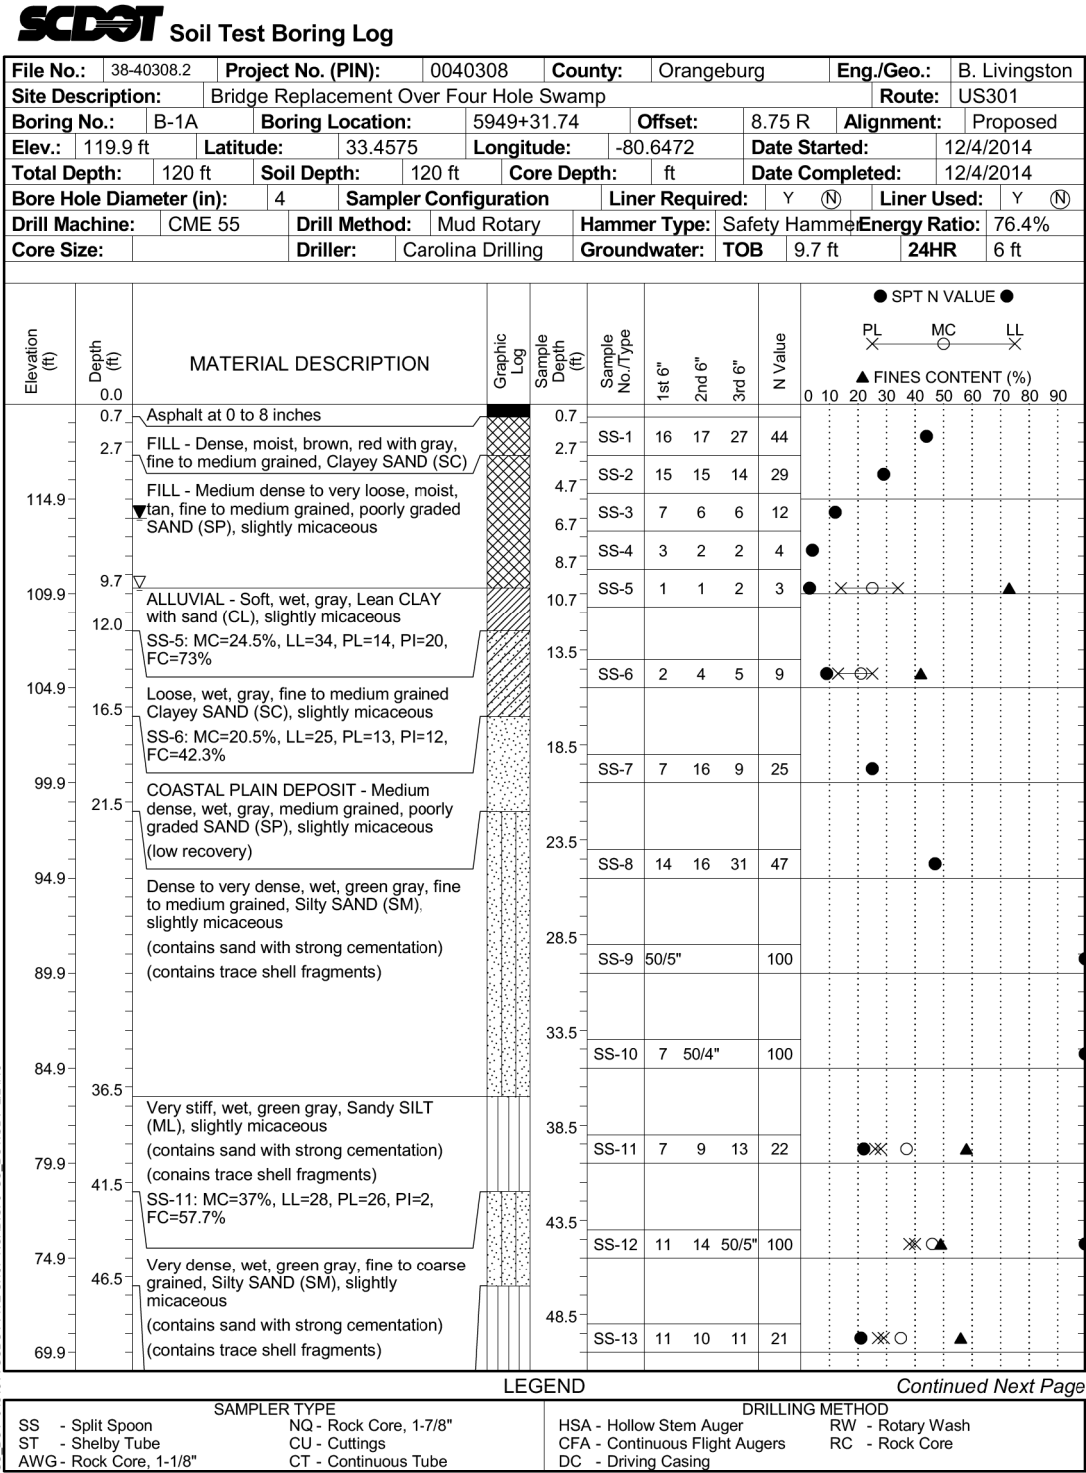 SCDOT Soil Test Boring Log
File No.: 38-40308.2 Project No. (PIN): 0040308 County: Orangeburg Eng./Geo.: B. Livingston
Site Description: Bridge Replacement Over Four Hole Swamp Route: US301
Boring No.: B-1A Boring Location: 5949+31.74 Offset: 8.75 R Alignment: Proposed
Elev.: 119.9 ft Latitude: 33.4575 Longitude: -80.6472 Date Started: 12/4/2014
Total Depth: 120 ft Soil Depth: 120 ft Core Depth: ft Date Completed: 12/4/2014
Bore Hole Diameter (in): 4 Sampler Configuration Liner Required: Y N Liner Used: Y N
Drill Machine: CME 55 Drill Method: Mud Rotary Hammer Type: Safety Hammer Energy Ratio: 76.4%
Core Size: Driller: Carolina Drilling Groundwater: TOB 9.7 ft 24HR 6 ft
Elevation (ft) Depth (ft) MATERIAL DESCRIPTION Graphic Log Sample Depth (ft) Sample No./Type 1st 6" 2nd 6" 3rd 6" N Value
● SPT N VALUE ●
PL MC LL
▲ FINES CONTENT (%)
0 10 20 30 40 50 60 70 80 90
0.0
0.7 Asphalt at 0 to 8 inches 0.7
SS-1 16 17 27 44
2.7 FILL - Dense, moist, brown, red with gray, 2.7
fine to medium grained, Clayey SAND (SC)
SS-2 15 15 14 29
4.7
114.9 FILL - Medium dense to very loose, moist,
tan, fine to medium grained, poorly graded SS-3 7 6 6 12
SAND (SP), slightly micaceous 6.7
SS-4 3 2 2 4
8.7
9.7 SS-5 1 1 2 3
109.9 ALLUVIAL - Soft, wet, gray, Lean CLAY 10.7
with sand (CL), slightly micaceous
12.0
SS-5: MC=24.5%, LL=34, PL=14, PI=20,
FC=73% 13.5
SS-6 2 4 5 9
104.9 Loose, wet, gray, fine to medium grained
16.5 Clayey SAND (SC), slightly micaceous
SS-6: MC=20.5%, LL=25, PL=13, PI=12,
FC=42.3% 18.5
SS-7 7 16 9 25
99.9 COASTAL PLAIN DEPOSIT - Medium
21.5 dense, wet, gray, medium grained, poorly
graded SAND (SP), slightly micaceous
23.5
(low recovery)
SS-8 14 16 31 47
94.9 Dense to very dense, wet, green gray, fine
to medium grained, Silty SAND (SM),
slightly micaceous
28.5
(contains sand with strong cementation)
SS-9 50/5" 100
89.9 (contains trace shell fragments)
33.5
SS-10 7 50/4" 100
84.9
36.5
Very stiff, wet, green gray, Sandy SILT
(ML), slightly micaceous 38.5
(contains sand with strong cementation) SS-11 7 9 13 22
79.9 (conains trace shell fragments)
41.5
SS-11: MC=37%, LL=28, PL=26, PI=2,
FC=57.7% 43.5
SS-12 11 14 50/5" 100
74.9 Very dense, wet, green gray, fine to coarse
46.5 grained, Silty SAND (SM), slightly
micaceous
48.5
(contains sand with strong cementation)
SS-13 11 10 11 21
69.9 (contains trace shell fragments)
LEGEND Continued Next Page
SAMPLER TYPE DRILLING METHOD
SS - Split Spoon NQ - Rock Core, 1-7/8" HSA - Hollow Stem Auger RW - Rotary Wash
ST - Shelby Tube CU - Cuttings CFA - Continuous Flight Augers RC - Rock Core
AWG - Rock Core, 1-1/8" CT - Continuous Tube DC - Driving Casing